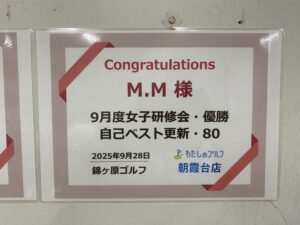 Congratulations
M.M 様
9月度女子研修会・優勝
自己ベスト更新・80
2025年9月28日
錦ヶ原ゴルフ
わたしのゴルフ
朝霞台店